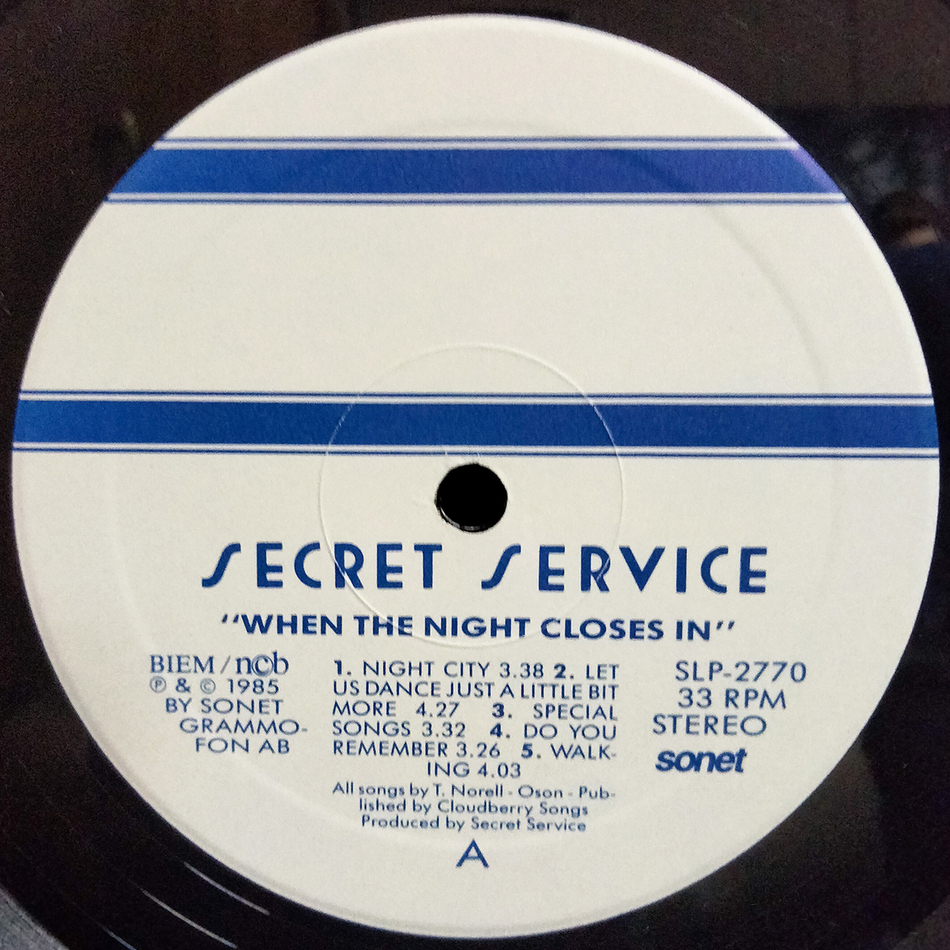 SECRET SERVICE
"WHEN THE NIGHT CLOSES IN"
BIEM / n©b
℗ & © 1985
BY SONET
GRAMMO-
FON AB
1. NIGHT CITY 3.38 2. LET
US DANCE JUST A LITTLE BIT
MORE 4.27 3. SPECIAL
SONGS 3.32 4. DO YOU
REMEMBER 3.26 5. WALK-
ING 4.03
SLP-2770
33 RPM
STEREO
sonet
All songs by T. Norell - Oson - Pub-
lished by Cloudberry Songs
Produced by Secret Service
A